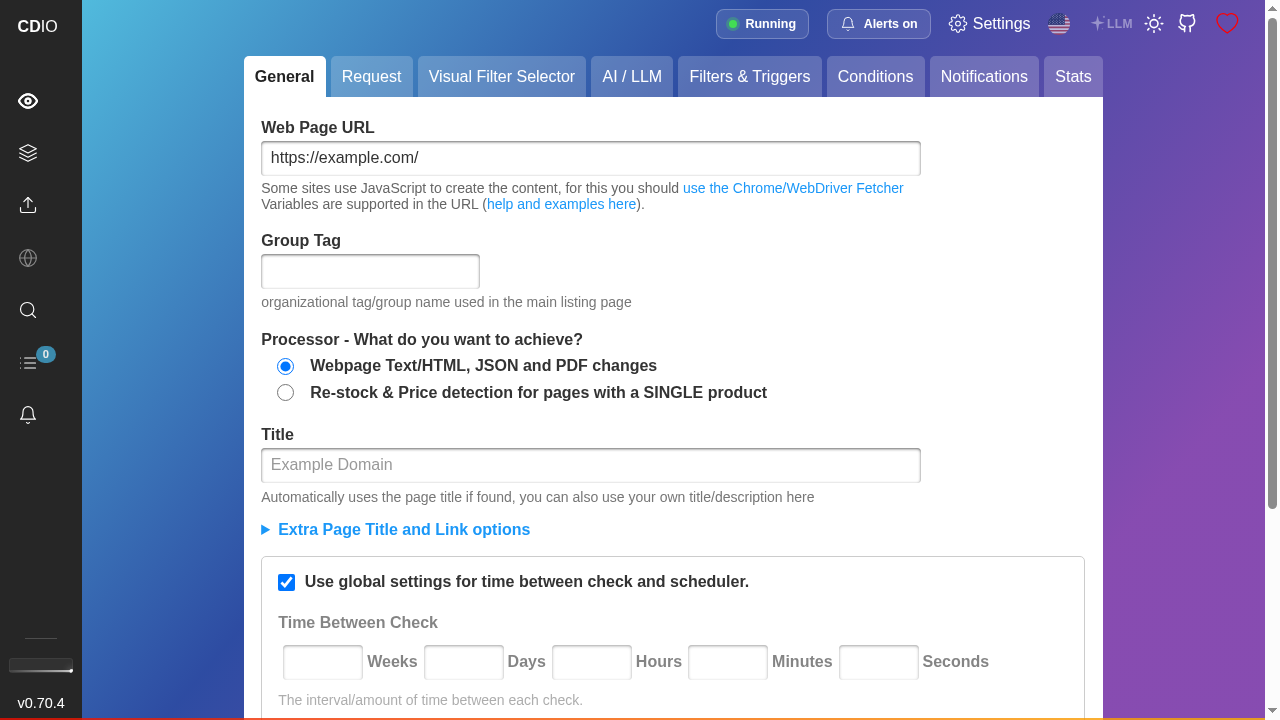 CDIO
Running
Alerts on
Settings
LLM
General
Request
Visual Filter Selector
AI / LLM
Filters & Triggers
Conditions
Notifications
Stats
Web Page URL
https://example.com/
Some sites use JavaScript to create the content, for this you should use the Chrome/WebDriver Fetcher
Variables are supported in the URL (help and examples here).
Group Tag
organizational tag/group name used in the main listing page
Processor - What do you want to achieve?
Webpage Text/HTML, JSON and PDF changes
0
Re-stock & Price detection for pages with a SINGLE product
Title
Example Domain
Automatically uses the page title if found, you can also use your own title/description here
Extra Page Title and Link options
Use global settings for time between check and scheduler.
Time Between Check
Weeks
Days
Hours
Minutes
Seconds
The interval/amount of time between each check.
v0.70.4